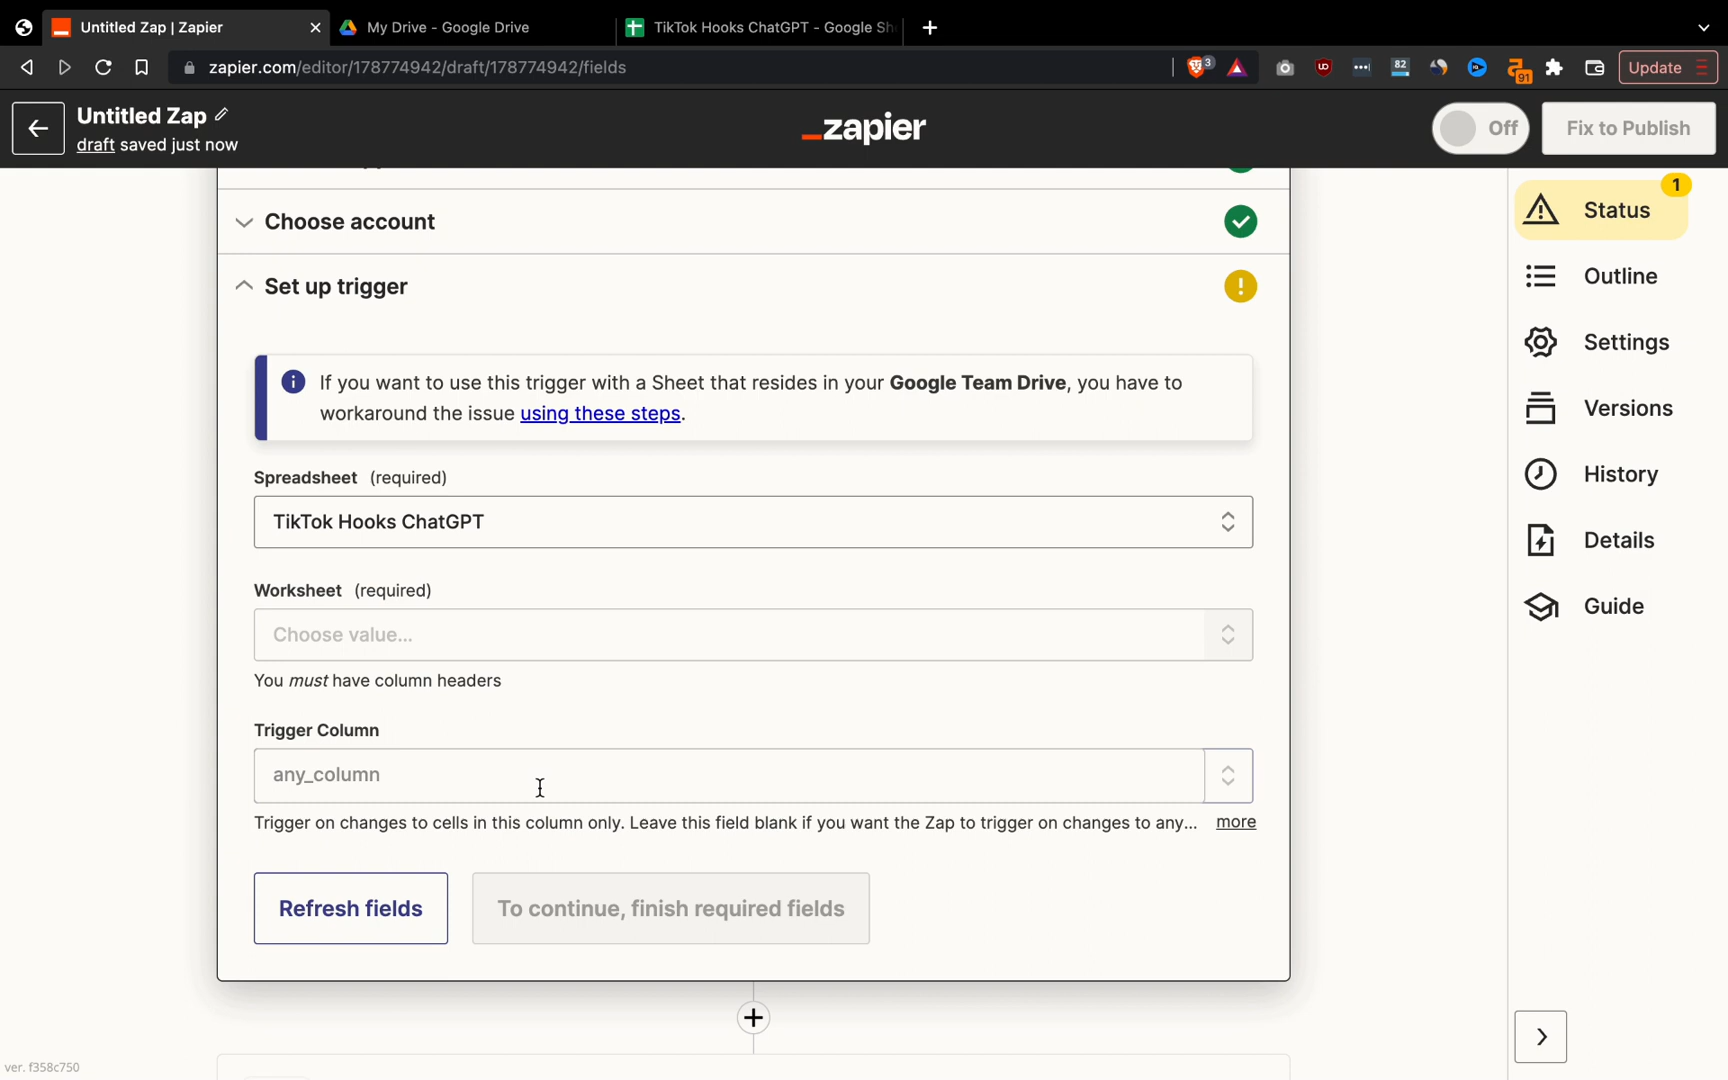 Untitled Zap | Zapier
My Drive - Google Drive
TikTok Hooks ChatGPT - Google Sh
zapier.com/editor/178774942/draft/178774942/fields
3
82
91
Update
Untitled Zap
draft saved just now
_zapier
Off
Fix to Publish
Choose account
Set up trigger
If you want to use this trigger with a Sheet that resides in your Google Team Drive, you have to
workaround the issue using these steps.
Spreadsheet (required)
TikTok Hooks ChatGPT
Worksheet (required)
Choose value...
You must have column headers
Trigger Column
any_column
Trigger on changes to cells in this column only. Leave this field blank if you want the Zap to trigger on changes to any... more
Refresh fields
To continue, finish required fields
1
Status
Outline
Settings
Versions
History
Details
Guide
ver. f358c750